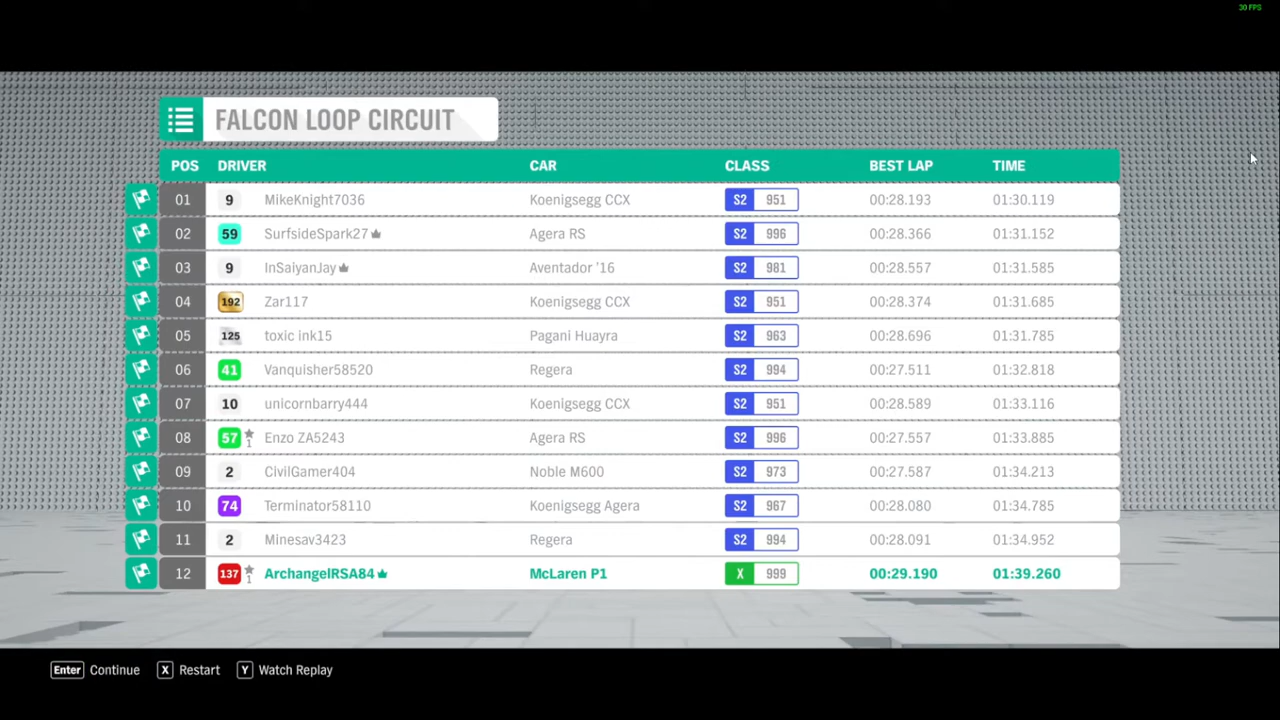 30 FPS
FALCON LOOP CIRCUIT
POS DRIVER CAR CLASS BEST LAP TIME
01 9 MikeKnight7036 Koenigsegg CCX S2 951 00:28.193 01:30.119
02 59 SurfsideSpark27 Agera RS S2 996 00:28.366 01:31.152
03 9 InSaiyanJay Aventador '16 S2 981 00:28.557 01:31.585
04 192 Zar117 Koenigsegg CCX S2 951 00:28.374 01:31.685
05 125 toxic ink15 Pagani Huayra S2 963 00:28.696 01:31.785
06 41 Vanquisher58520 Regera S2 994 00:27.511 01:32.818
07 10 unicornbarry444 Koenigsegg CCX S2 951 00:28.589 01:33.116
08 57 1 Enzo ZA5243 Agera RS S2 996 00:27.557 01:33.885
09 2 CivilGamer404 Noble M600 S2 973 00:27.587 01:34.213
10 74 Terminator58110 Koenigsegg Agera S2 967 00:28.080 01:34.785
11 2 Minesav3423 Regera S2 994 00:28.091 01:34.952
12 137 1 ArchangelRSA84 McLaren P1 X 999 00:29.190 01:39.260
Enter Continue X Restart Y Watch Replay